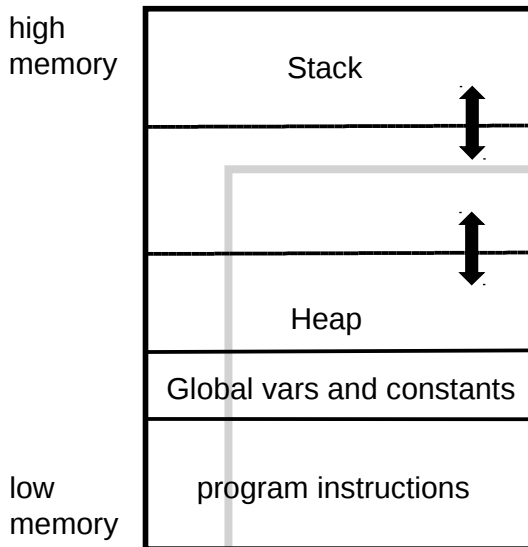 high
memory
Stack
Heap
Global vars and constants
program instructions
low
memory